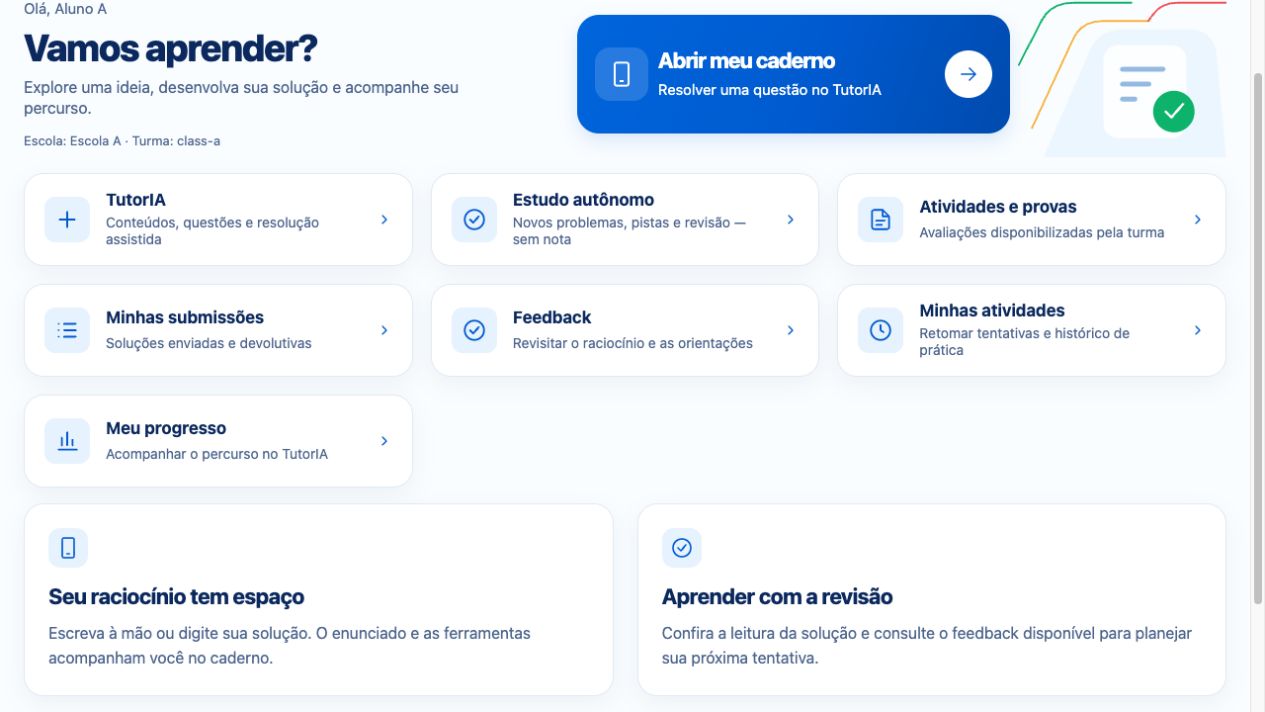 Olá, Aluno A
Vamos aprender?
Explore uma ideia, desenvolva sua solução e acompanhe seu
percurso.
Escola: Escola A · Turma: class-a
Abrir meu caderno
Resolver uma questão no TutorIA
TutorIA
Conteúdos, questões e resolução
assistida
Estudo autônomo
Novos problemas, pistas e revisão —
sem nota
Atividades e provas
Avaliações disponibilizadas pela turma
Minhas submissões
Soluções enviadas e devolutivas
Feedback
Revisitar o raciocínio e as orientações
Minhas atividades
Retomar tentativas e histórico de
prática
Meu progresso
Acompanhar o percurso no TutorIA
Seu raciocínio tem espaço
Escreva à mão ou digite sua solução. O enunciado e as ferramentas
acompanham você no caderno.
Aprender com a revisão
Confira a leitura da solução e consulte o feedback disponível para planejar
sua próxima tentativa.